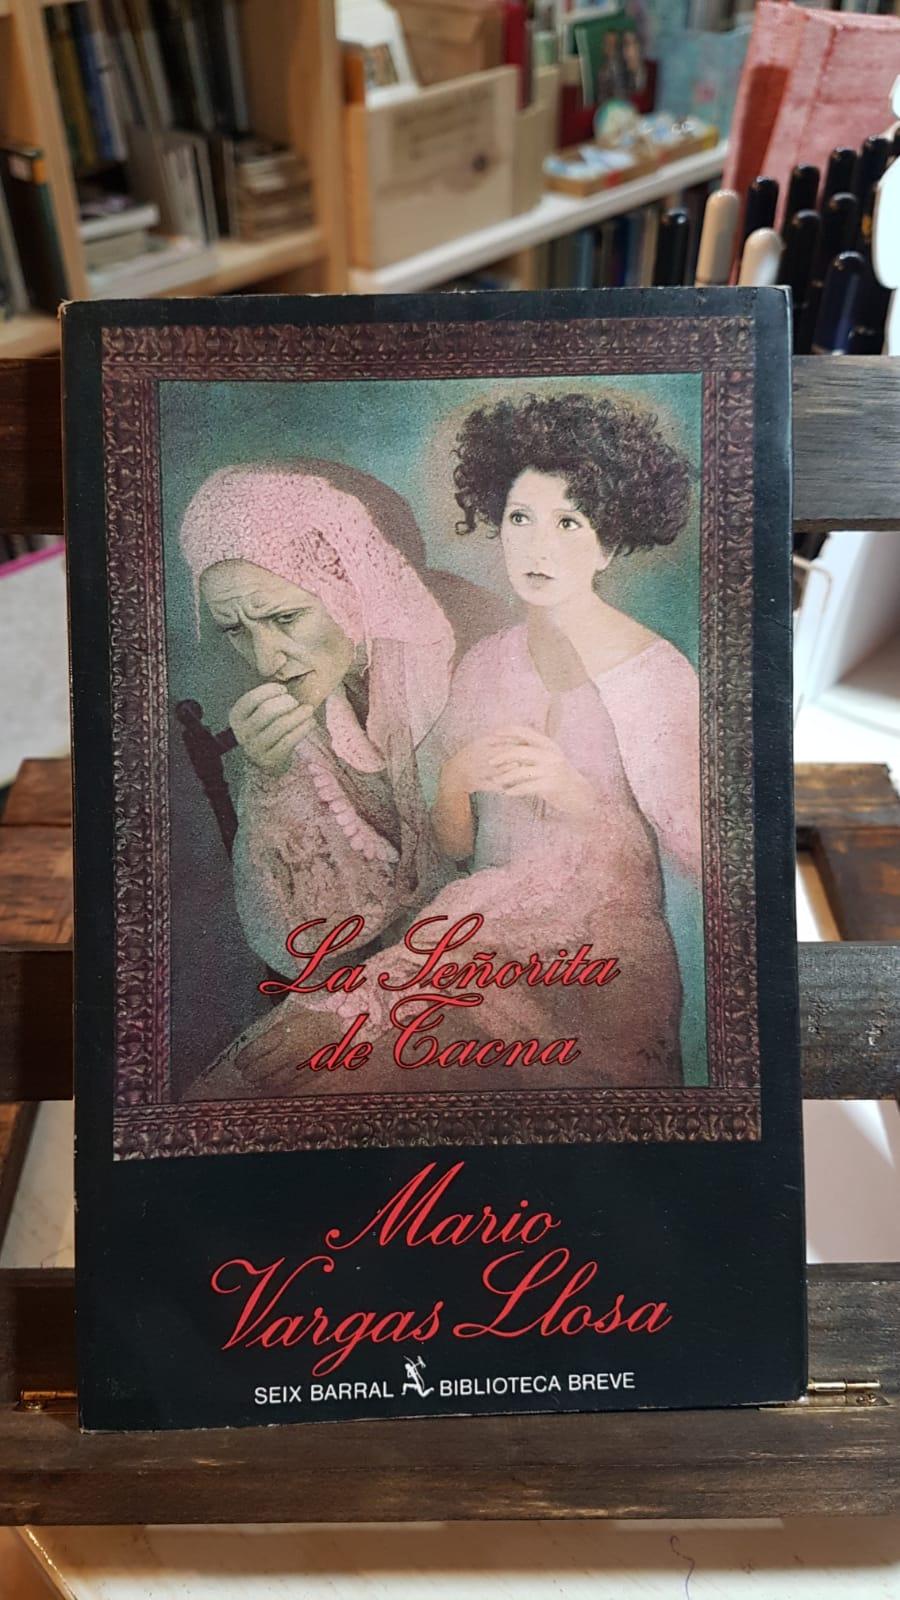 La Señorita
de Tacna
Mario
Vargas Llosa
SEIX BARRAL BIBLIOTECA BREVE